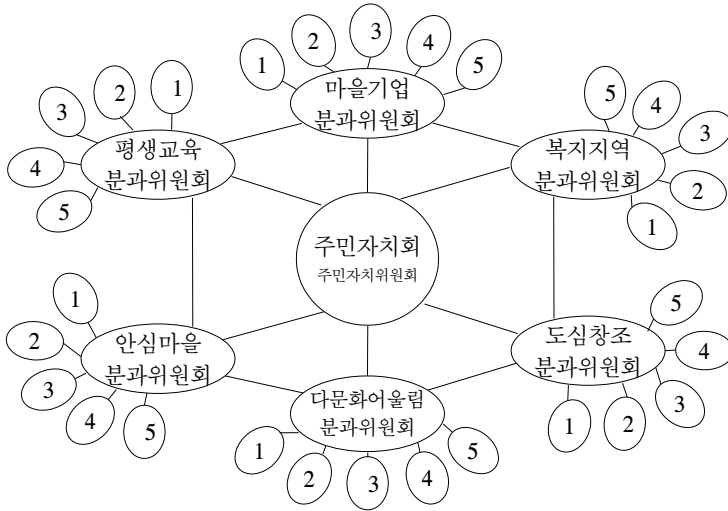 1
2
3
4
5
마을기업
분과위원회
1
2
3
4
5
평생교육
분과위원회
5
4
3
2
1
복지지역
분과위원회
주민자치회
주민자치위원회
1
2
3
4
5
안심마을
분과위원회
5
4
3
2
1
도심창조
분과위원회
다문화어울림
분과위원회
1
2
3
4
5